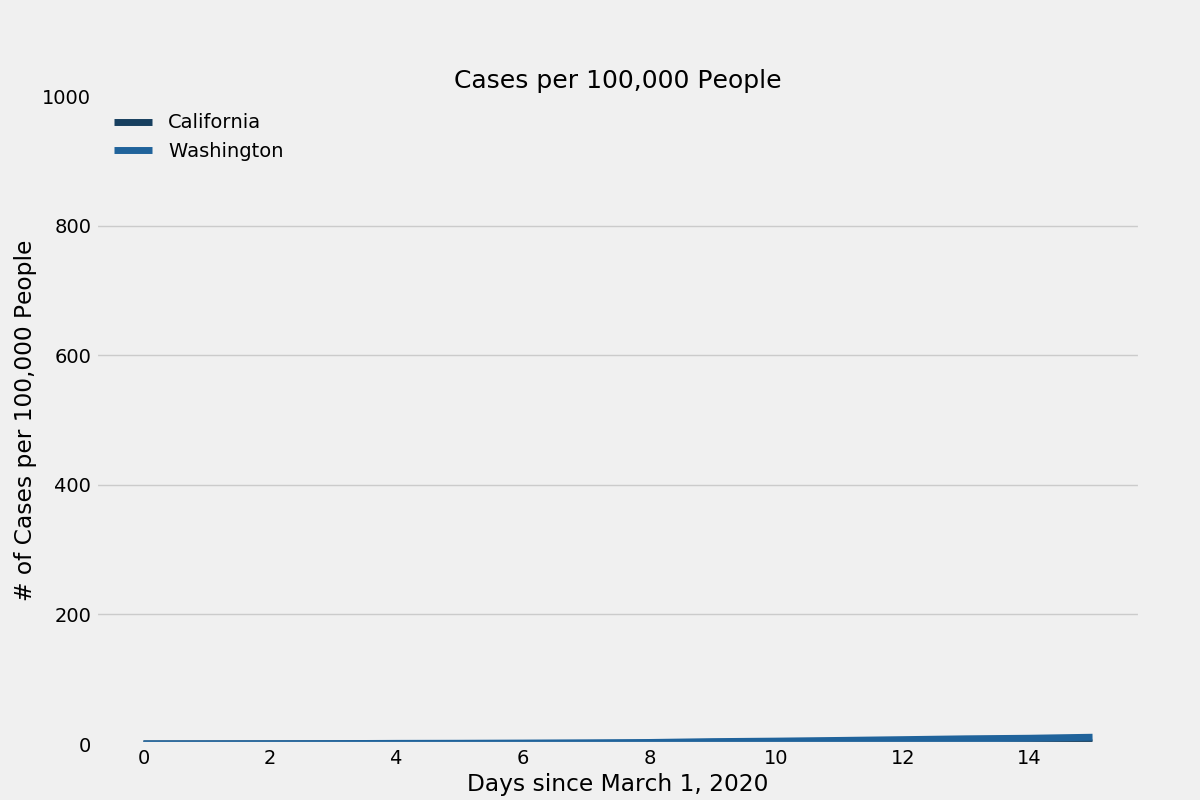 Cases per 100,000 People
1000
California
Washington
800
600
400
200
0
# of Cases per 100,000 People
0 2 4 6 8 10 12 14
Days since March 1, 2020